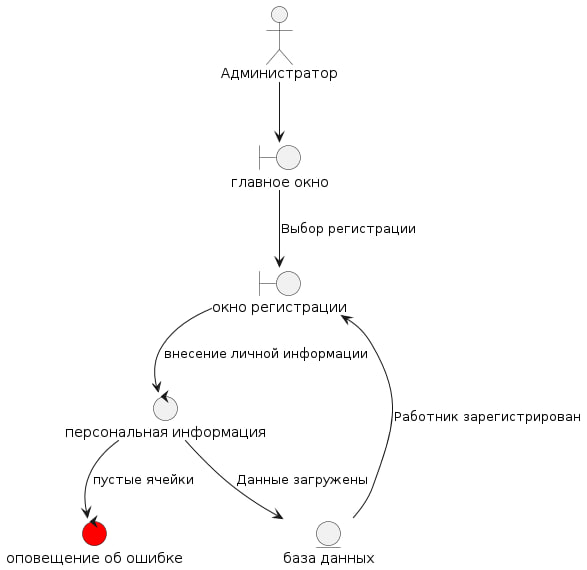 Администратор
главное окно
Выбор регистрации
окно регистрации
внесение личной информации
персональная информация
Работник зарегистрирован
пустые ячейки
Данные загружены
оповещение об ошибке
база данных